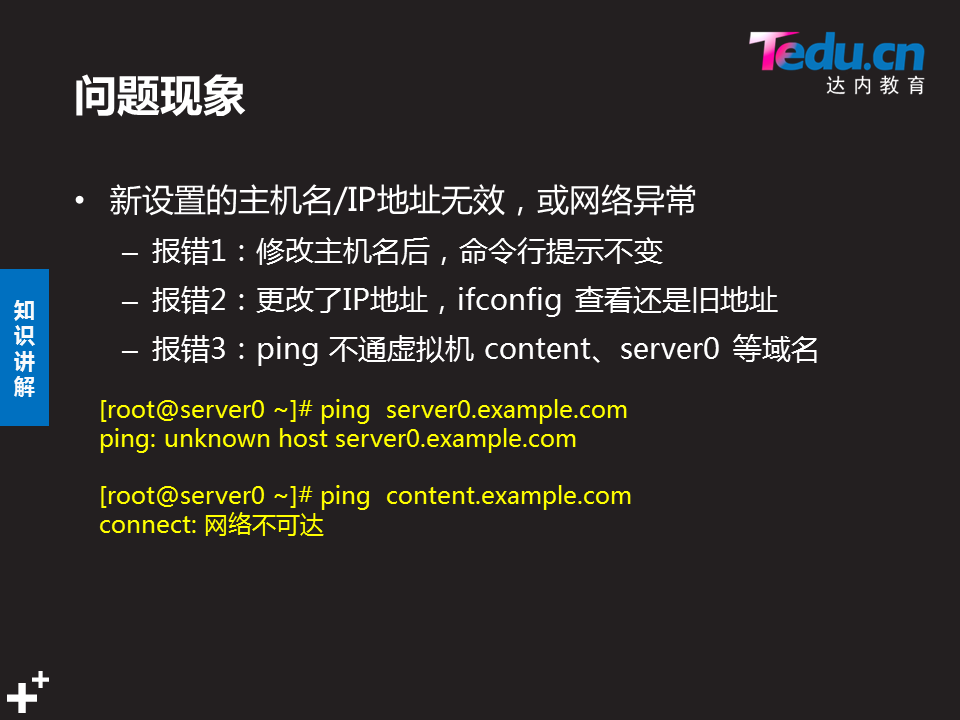 Tedu.cn
达内教育
问题现象
• 新设置的主机名/IP地址无效，或网络异常
– 报错1：修改主机名后，命令行提示不变
– 报错2：更改了IP地址，ifconfig 查看还是旧地址
– 报错3：ping 不通虚拟机 content、server0 等域名
知识讲解
[root@server0 ~]# ping  server0.example.com
ping: unknown host server0.example.com
[root@server0 ~]# ping  content.example.com
connect: 网络不可达